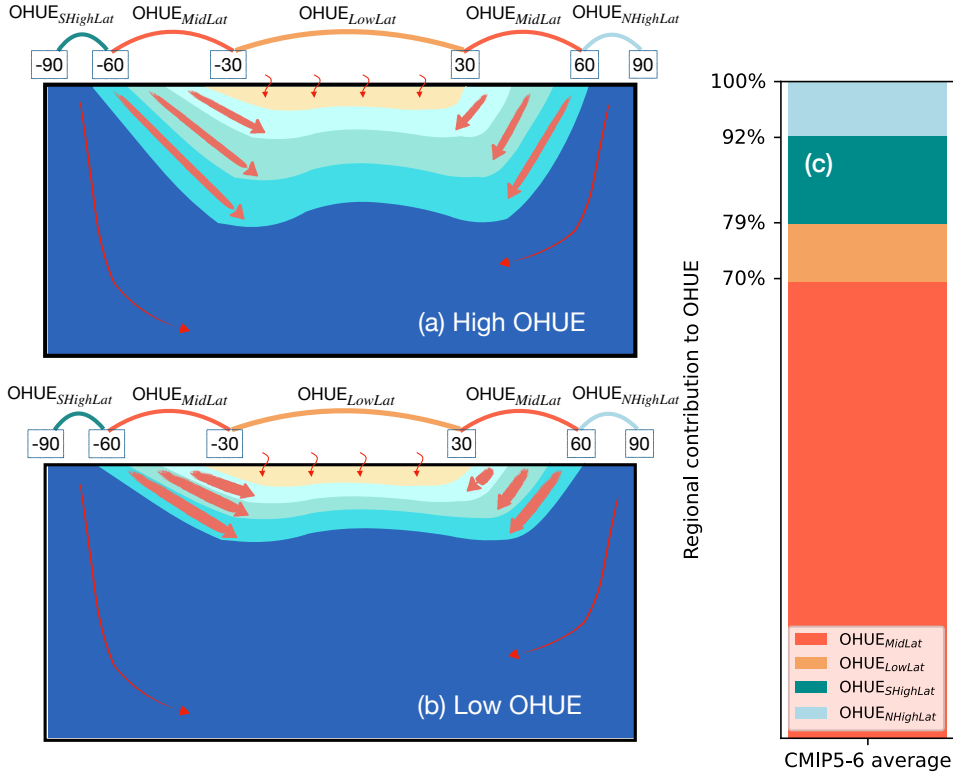 OHUE_SHighLat OHUE_MidLat OHUE_LowLat OHUE_MidLat OHUE_NHighLat
-90 -60 -30 30 60 90
(a) High OHUE
OHUE_SHighLat OHUE_MidLat OHUE_LowLat OHUE_MidLat OHUE_NHighLat
-90 -60 -30 30 60 90
(b) Low OHUE
Regional contribution to OHUE
100%
92%
79%
70%
(c)
OHUE_MidLat
OHUE_LowLat
OHUE_SHighLat
OHUE_NHighLat
CMIP5-6 average